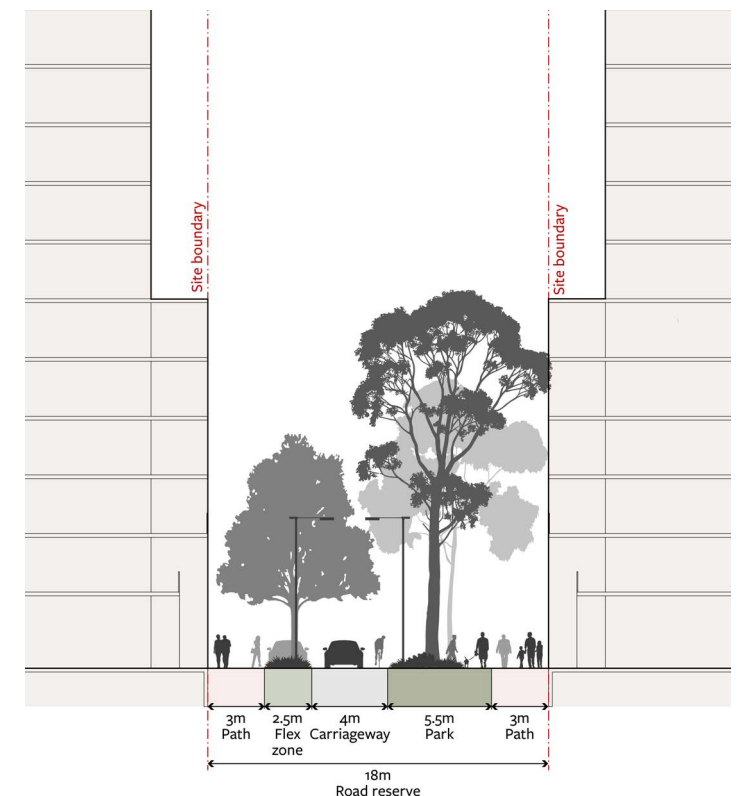 Site boundary
Site boundary
3m
Path
2.5m
Flex
zone
4m
Carriageway
5.5m
Park
3m
Path
18m
Road reserve